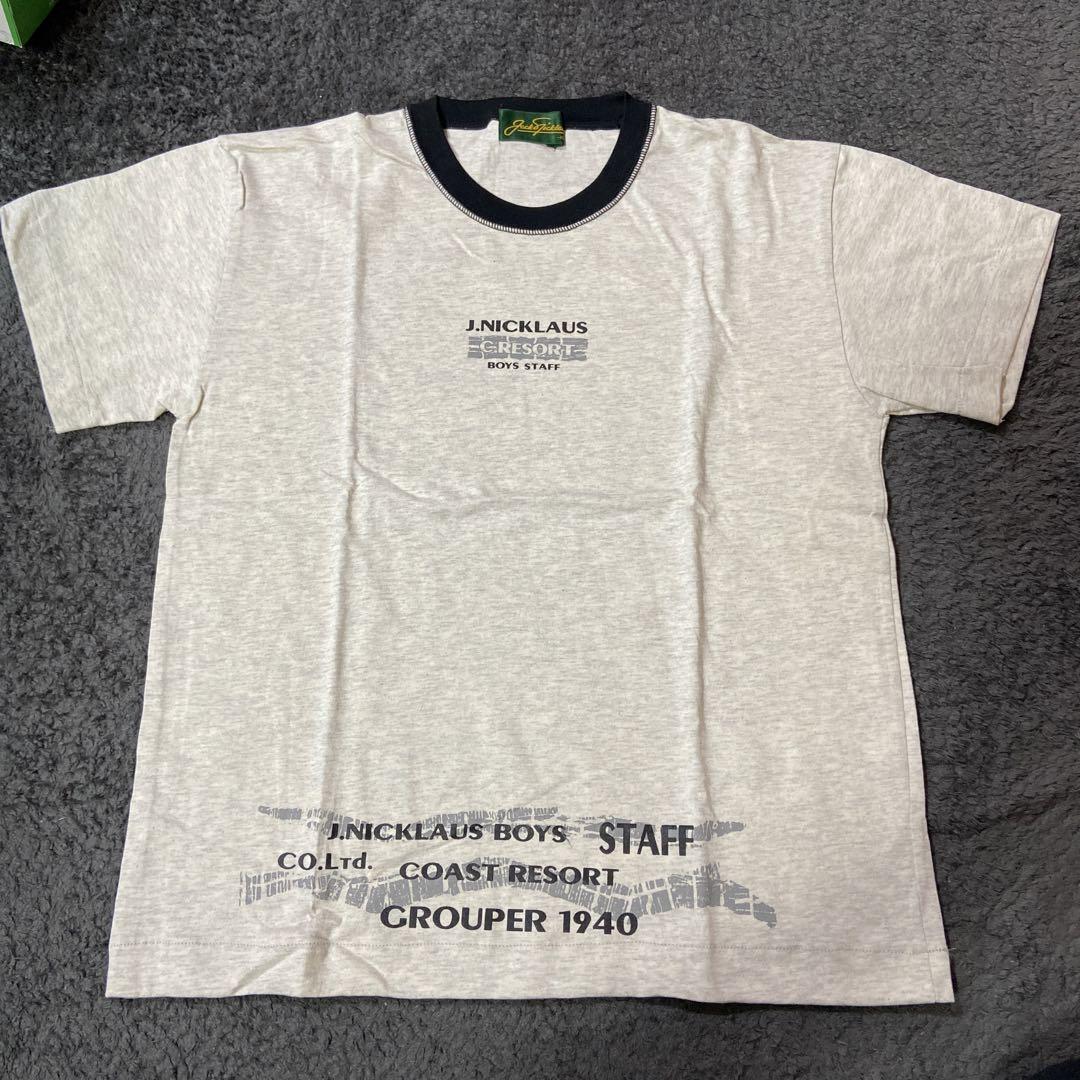 J.NICKLAUS
C.RESORT
BOYS STAFF
J.NICKLAUS BOYS STAFF
CO.LTd. COAST RESORT
GROUPER 1940